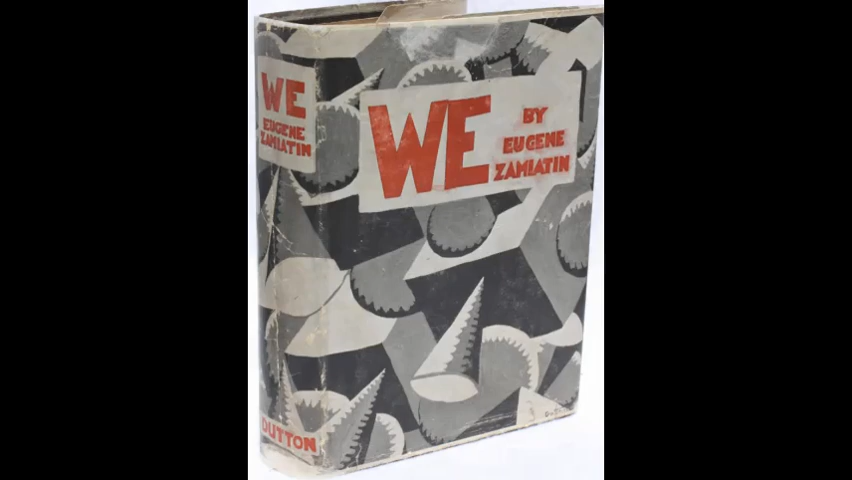 WE
EUGENE
ZAMIATIN
DUTTON
WE
BY
EUGENE
ZAMIATIN